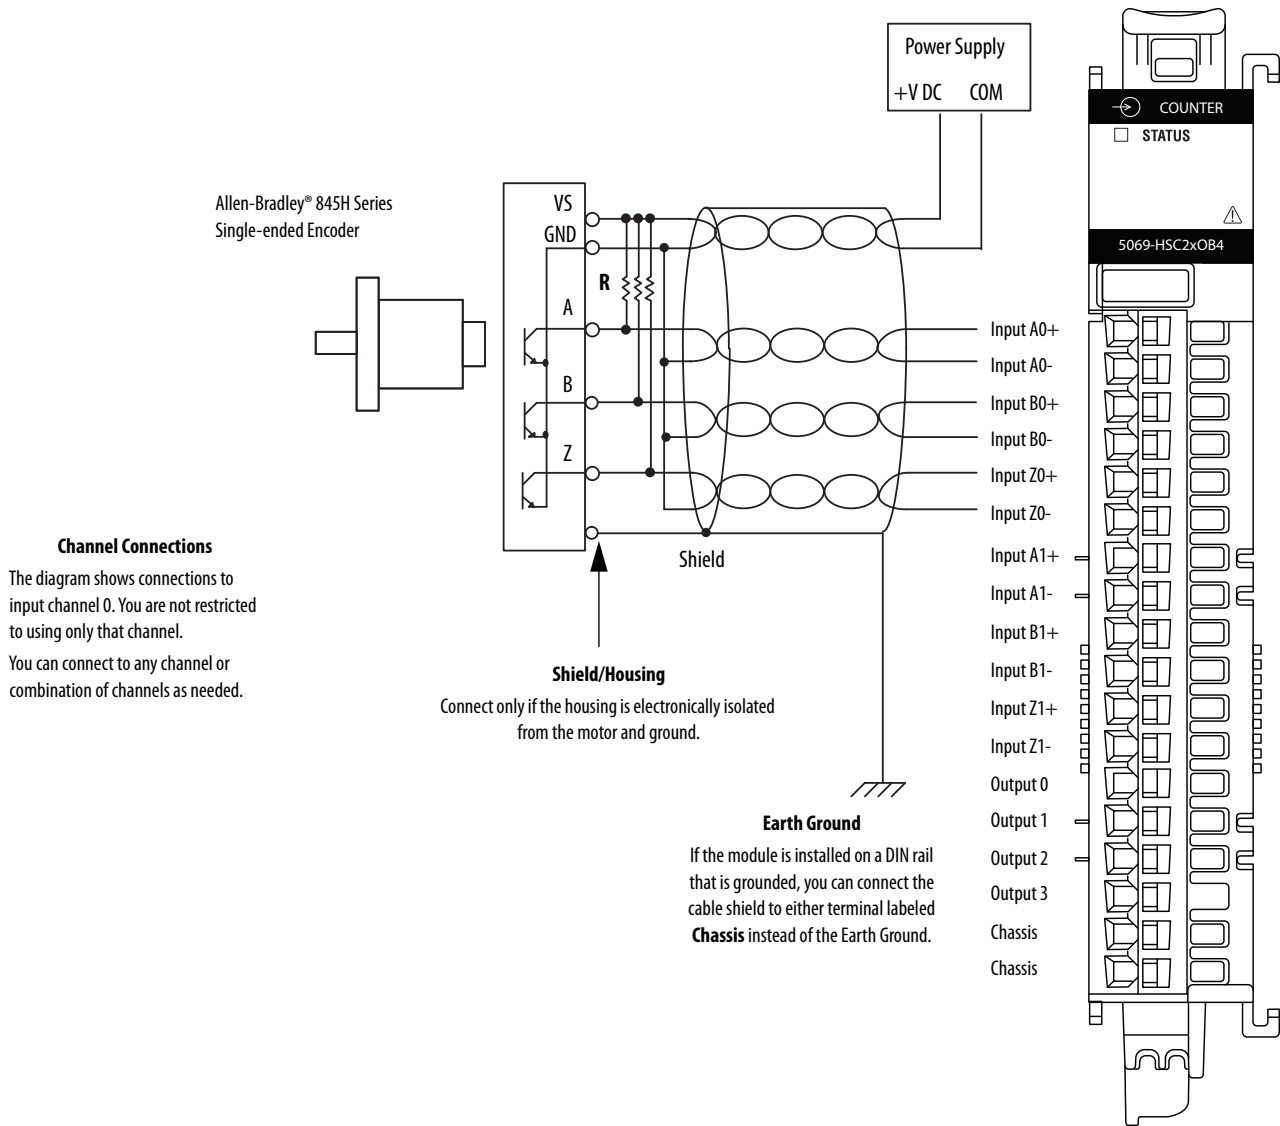 Power Supply
+V DC COM
COUNTER
STATUS
5069-HSC2xOB4
Allen-Bradley® 845H Series
Single-ended Encoder
VS
GND
R
A
B
Z
Input A0+
Input A0-
Input B0+
Input B0-
Input Z0+
Input Z0-
Input A1+
Input A1-
Input B1+
Input B1-
Input Z1+
Input Z1-
Output 0
Output 1
Output 2
Output 3
Chassis
Chassis
Shield
Channel Connections
The diagram shows connections to
input channel 0. You are not restricted
to using only that channel.
You can connect to any channel or
combination of channels as needed.
Shield/Housing
Connect only if the housing is electronically isolated
from the motor and ground.
Earth Ground
If the module is installed on a DIN rail
that is grounded, you can connect the
cable shield to either terminal labeled
Chassis instead of the Earth Ground.